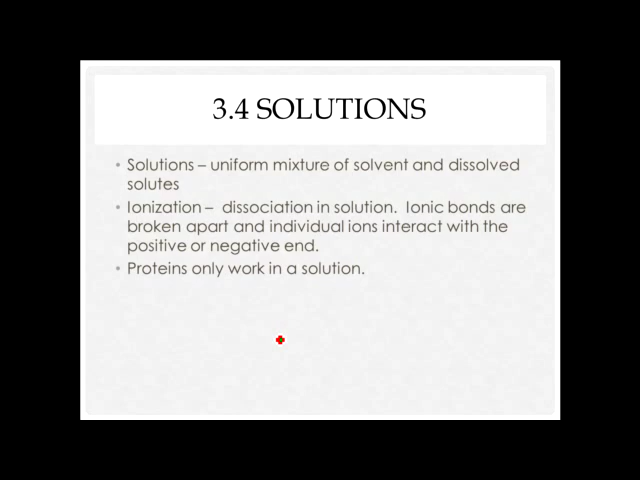 3.4 SOLUTIONS
• Solutions – uniform mixture of solvent and dissolved
solutes
• Ionization –  dissociation in solution.  Ionic bonds are
broken apart and individual ions interact with the
positive or negative end.
• Proteins only work in a solution.